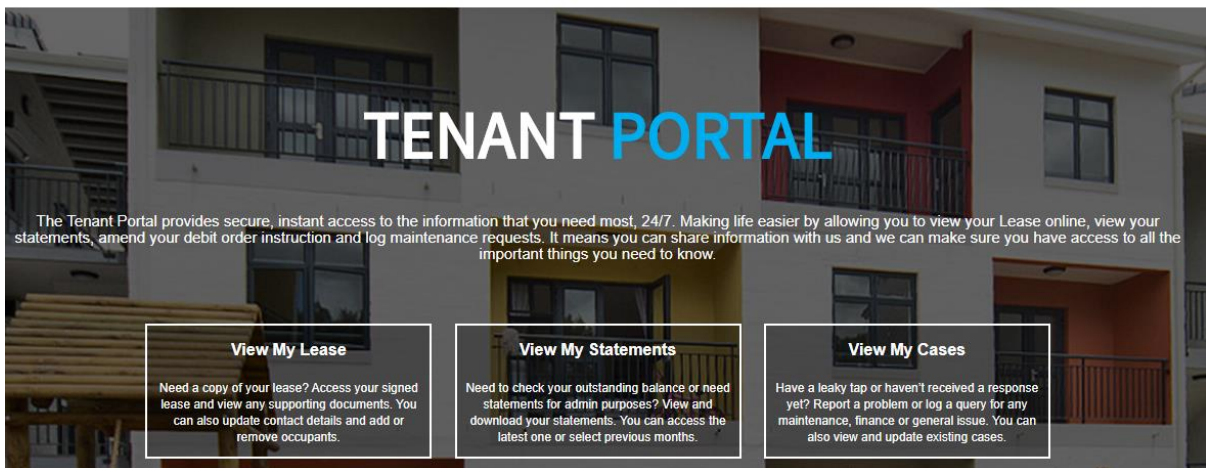 TENANT PORTAL
The Tenant Portal provides secure, instant access to the information that you need most, 24/7. Making life easier by allowing you to view your Lease online, view your
statements, amend your debit order instruction and log maintenance requests. It means you can share information with us and we can make sure you have access to all the
important things you need to know.
View My Lease
Need a copy of your lease? Access your signed
lease and view any supporting documents. You
can also update contact details and add or
remove occupants.
View My Statements
Need to check your outstanding balance or need
statements for admin purposes? View and
download your statements. You can access the
latest one or select previous months.
View My Cases
Have a leaky tap or haven't received a response
yet? Report a problem or log a query for any
maintenance, finance or general issue. You can
also view and update existing cases.